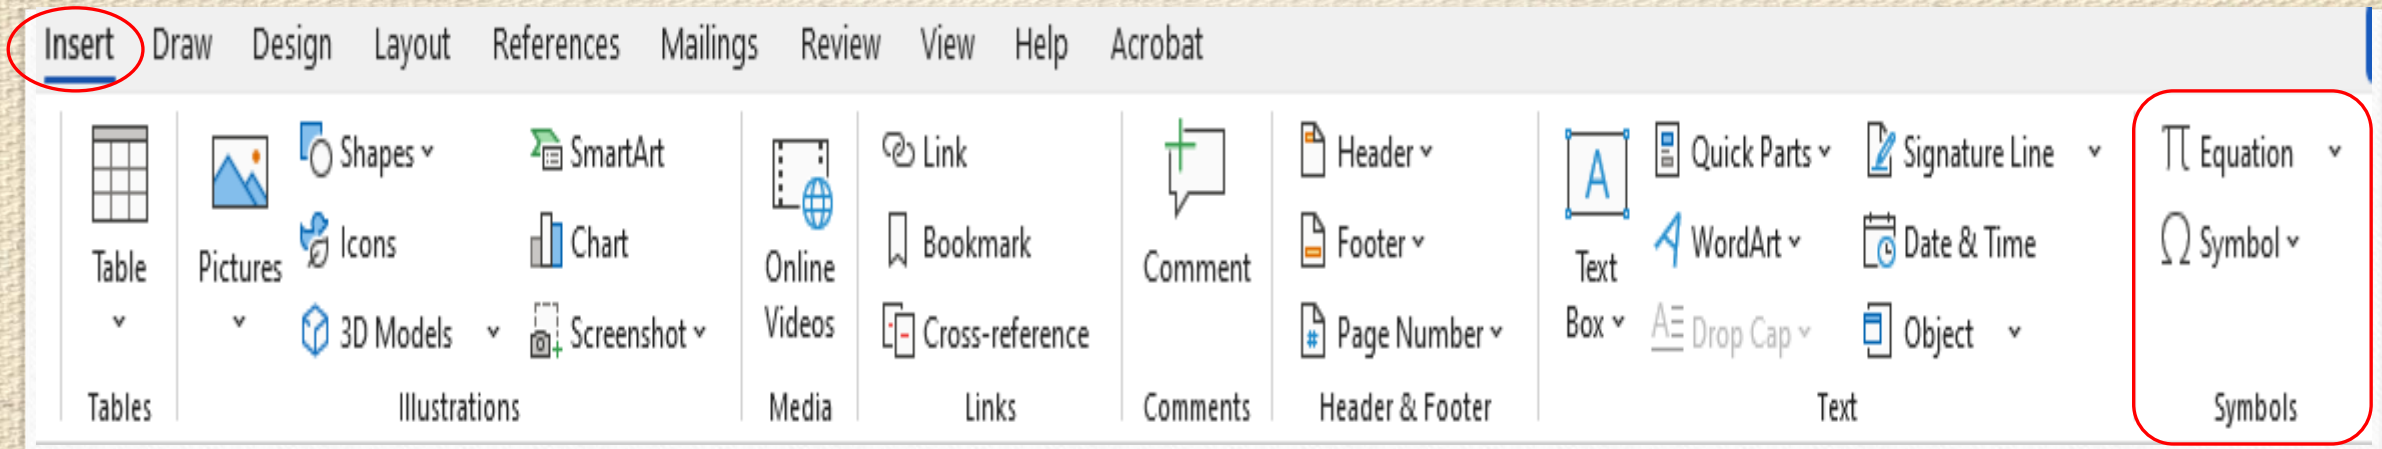 Insert Draw Design Layout References Mailings Review View Help Acrobat
Table
Tables
Pictures
Shapes
Icons
3D Models
SmartArt
Chart
Screenshot
Illustrations
Online
Videos
Media
Link
Bookmark
Cross-reference
Links
Comment
Comments
Header
Footer
Page Number
Header & Footer
Text
Box
Quick Parts
WordArt
Drop Cap
Signature Line
Date & Time
Object
Text
Equation
Symbol
Symbols